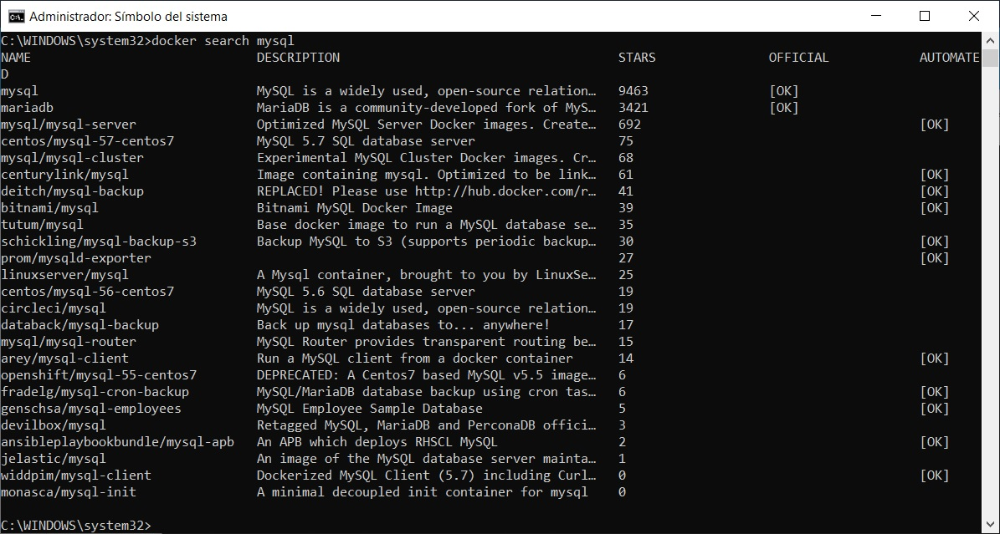 Administrador: Símbolo del sistema
C:\WINDOWS\system32>docker search mysql
NAME DESCRIPTION STARS OFFICIAL AUTOMATE
D
mysql MySQL is a widely used, open-source relation… 9463 [OK]
mariadb MariaDB is a community-developed fork of MyS… 3421 [OK]
mysql/mysql-server Optimized MySQL Server Docker images. Create… 692 [OK]
centos/mysql-57-centos7 MySQL 5.7 SQL database server 75
mysql/mysql-cluster Experimental MySQL Cluster Docker images. Cr… 68
centurylink/mysql Image containing mysql. Optimized to be link… 61 [OK]
deitch/mysql-backup REPLACED! Please use http://hub.docker.com/r… 41 [OK]
bitnami/mysql Bitnami MySQL Docker Image 39 [OK]
tutum/mysql Base docker image to run a MySQL database se… 35
schickling/mysql-backup-s3 Backup MySQL to S3 (supports periodic backup… 30 [OK]
prom/mysqld-exporter 27 [OK]
linuxserver/mysql A Mysql container, brought to you by LinuxSe… 25
centos/mysql-56-centos7 MySQL 5.6 SQL database server 19
circleci/mysql MySQL is a widely used, open-source relation… 19
databack/mysql-backup Back up mysql databases to... anywhere! 17
mysql/mysql-router MySQL Router provides transparent routing be… 15
arey/mysql-client Run a MySQL client from a docker container 14 [OK]
openshift/mysql-55-centos7 DEPRECATED: A Centos7 based MySQL v5.5 image… 6
fradelg/mysql-cron-backup MySQL/MariaDB database backup using cron tas… 6 [OK]
genschsa/mysql-employees MySQL Employee Sample Database 5 [OK]
devilbox/mysql Retagged MySQL, MariaDB and PerconaDB offici… 3
ansibleplaybookbundle/mysql-apb An APB which deploys RHSCL MySQL 2 [OK]
jelastic/mysql An image of the MySQL database server mainta… 1
widdpim/mysql-client Dockerized MySQL Client (5.7) including Curl… 0 [OK]
monasca/mysql-init A minimal decoupled init container for mysql 0
C:\WINDOWS\system32>